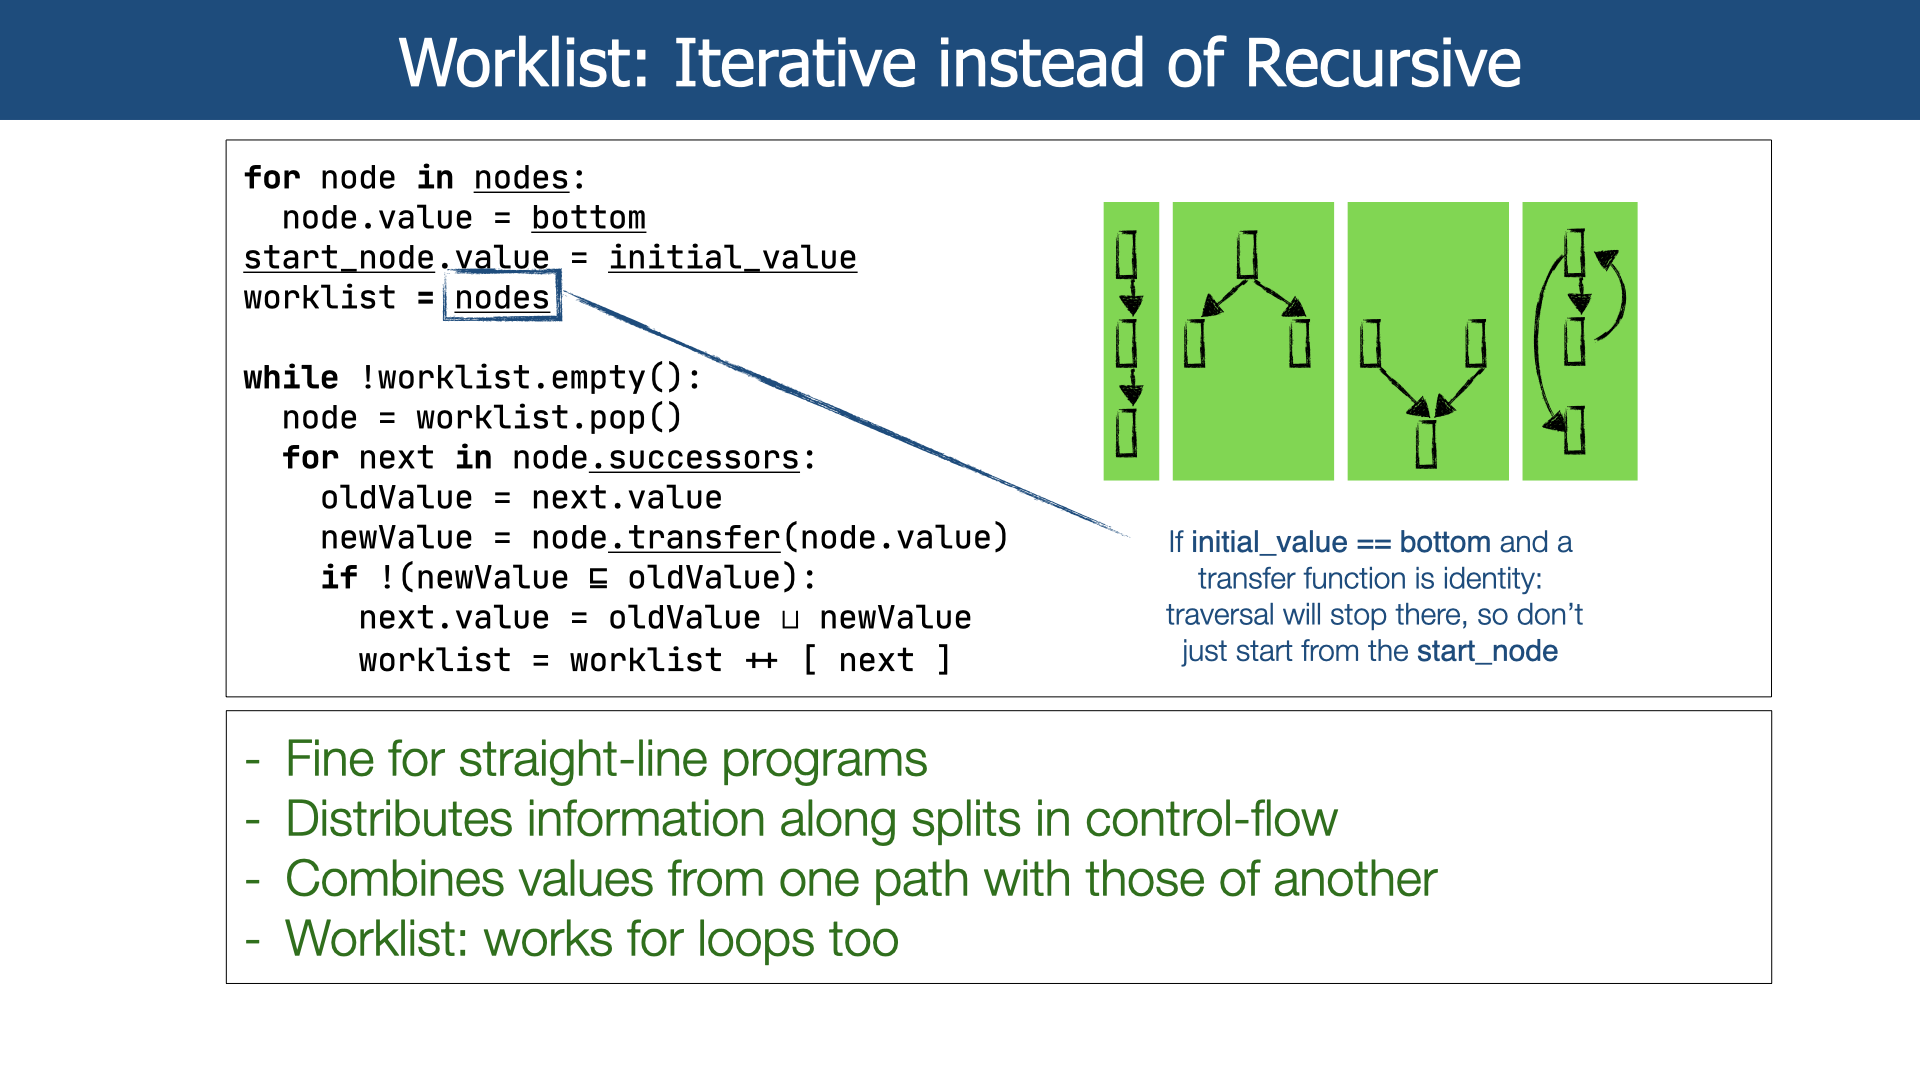 Worklist: Iterative instead of Recursive
for node in nodes:
  node.value = bottom
start_node.value = initial_value
worklist = nodes
while !worklist.empty():
  node = worklist.pop()
  for next in node.successors:
    oldValue = next.value
    newValue = node.transfer(node.value)
    if !(newValue ⊑ oldValue):
      next.value = oldValue ⊔ newValue
      worklist = worklist ++ [ next ]
If initial_value == bottom and a
transfer function is identity:
traversal will stop there, so don’t
just start from the start_node
- Fine for straight-line programs
- Distributes information along splits in control-flow
- Combines values from one path with those of another
- Worklist: works for loops too